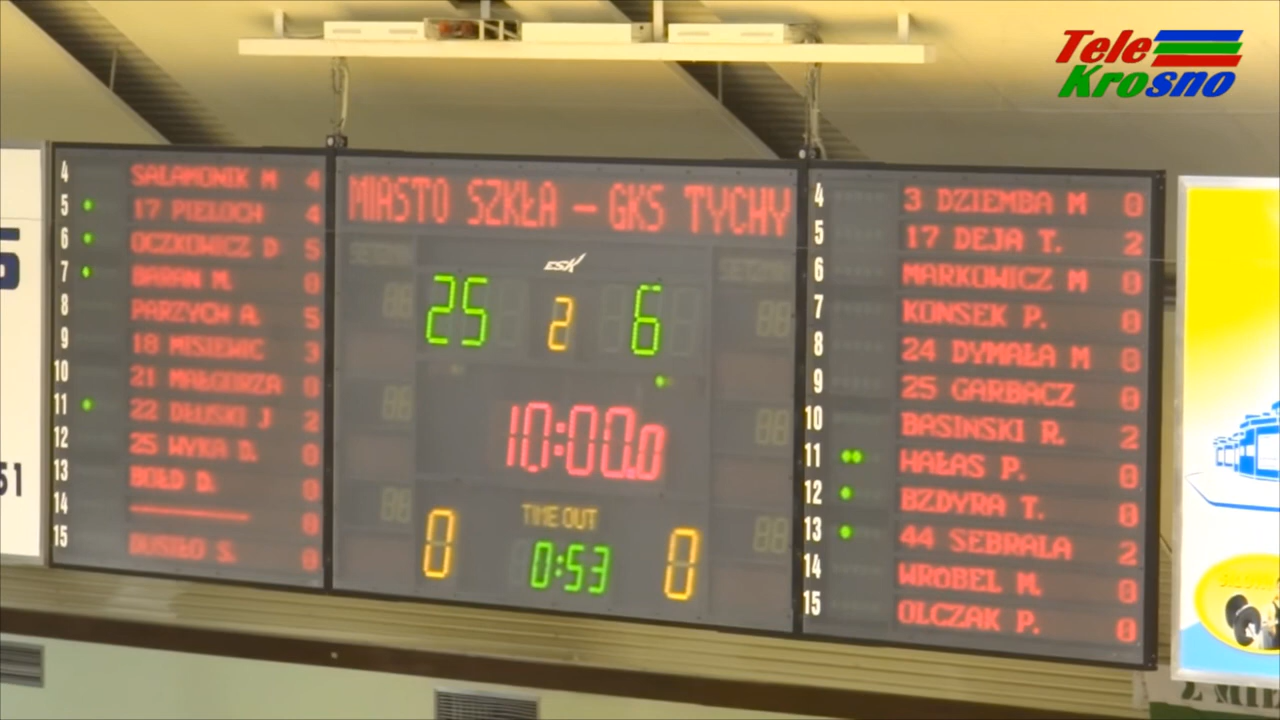 Tele
Krosno
MIASTO SZKŁA - GKS TYCHY
ESK
25 2 6
10:00.0
TIME OUT
0 0:53 0
4 SALAMONIK M 4
5 17 PIELOCH 4
6 OCZKOWICZ D 5
7 BARAN M. 0
8 PARZYCH A. 5
9 18 MISIEWIC 3
10 21 MAŁGORZA 0
11 22 DŁUSKI J 2
12 25 WYKA D. 0
13 BOŁD D. 0
14 ---------- 0
15 DUSIŁO S. 0
4 3 DZIEMBA M 0
5 17 DEJA T. 2
6 MARKOWICZ M 0
7 KONSEK P. 0
8 24 DYMAŁA M 0
9 25 GARBACZ 0
10 BASINSKI R. 2
11 HAŁAS P. 0
12 BZDYRA T. 0
13 44 SEBRALA 2
14 WROBEL M. 0
15 OLCZAK P. 0
51